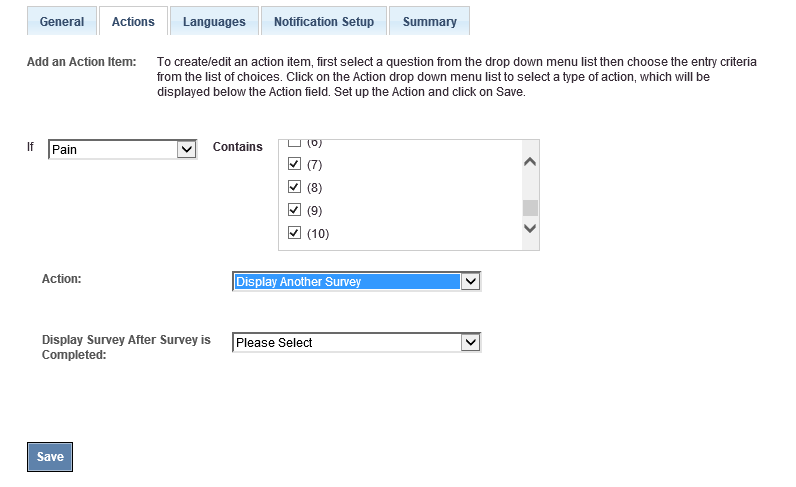 General Actions Languages Notification Setup Summary
Add an Action Item: To create/edit an action item, first select a question from the drop down menu list then choose the entry criteria
from the list of choices. Click on the Action drop down menu list to select a type of action, which will be
displayed below the Action field. Set up the Action and click on Save.
If Pain Contains
(6)
(7)
(8)
(9)
(10)
Action: Display Another Survey
Display Survey After Survey is Please Select
Completed:
Save